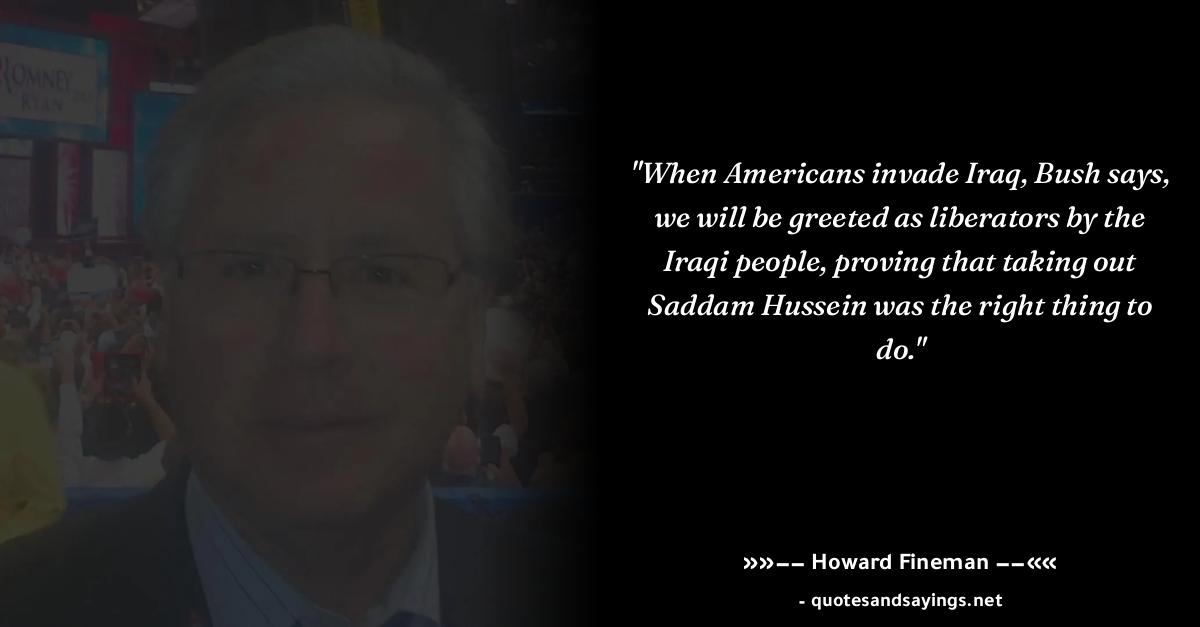 ROMNEY
RYAN
"When Americans invade Iraq, Bush says,
we will be greeted as liberators by the
Iraqi people, proving that taking out
Saddam Hussein was the right thing to
do."
»»−− Howard Fineman −−««
- quotesandsayings.net